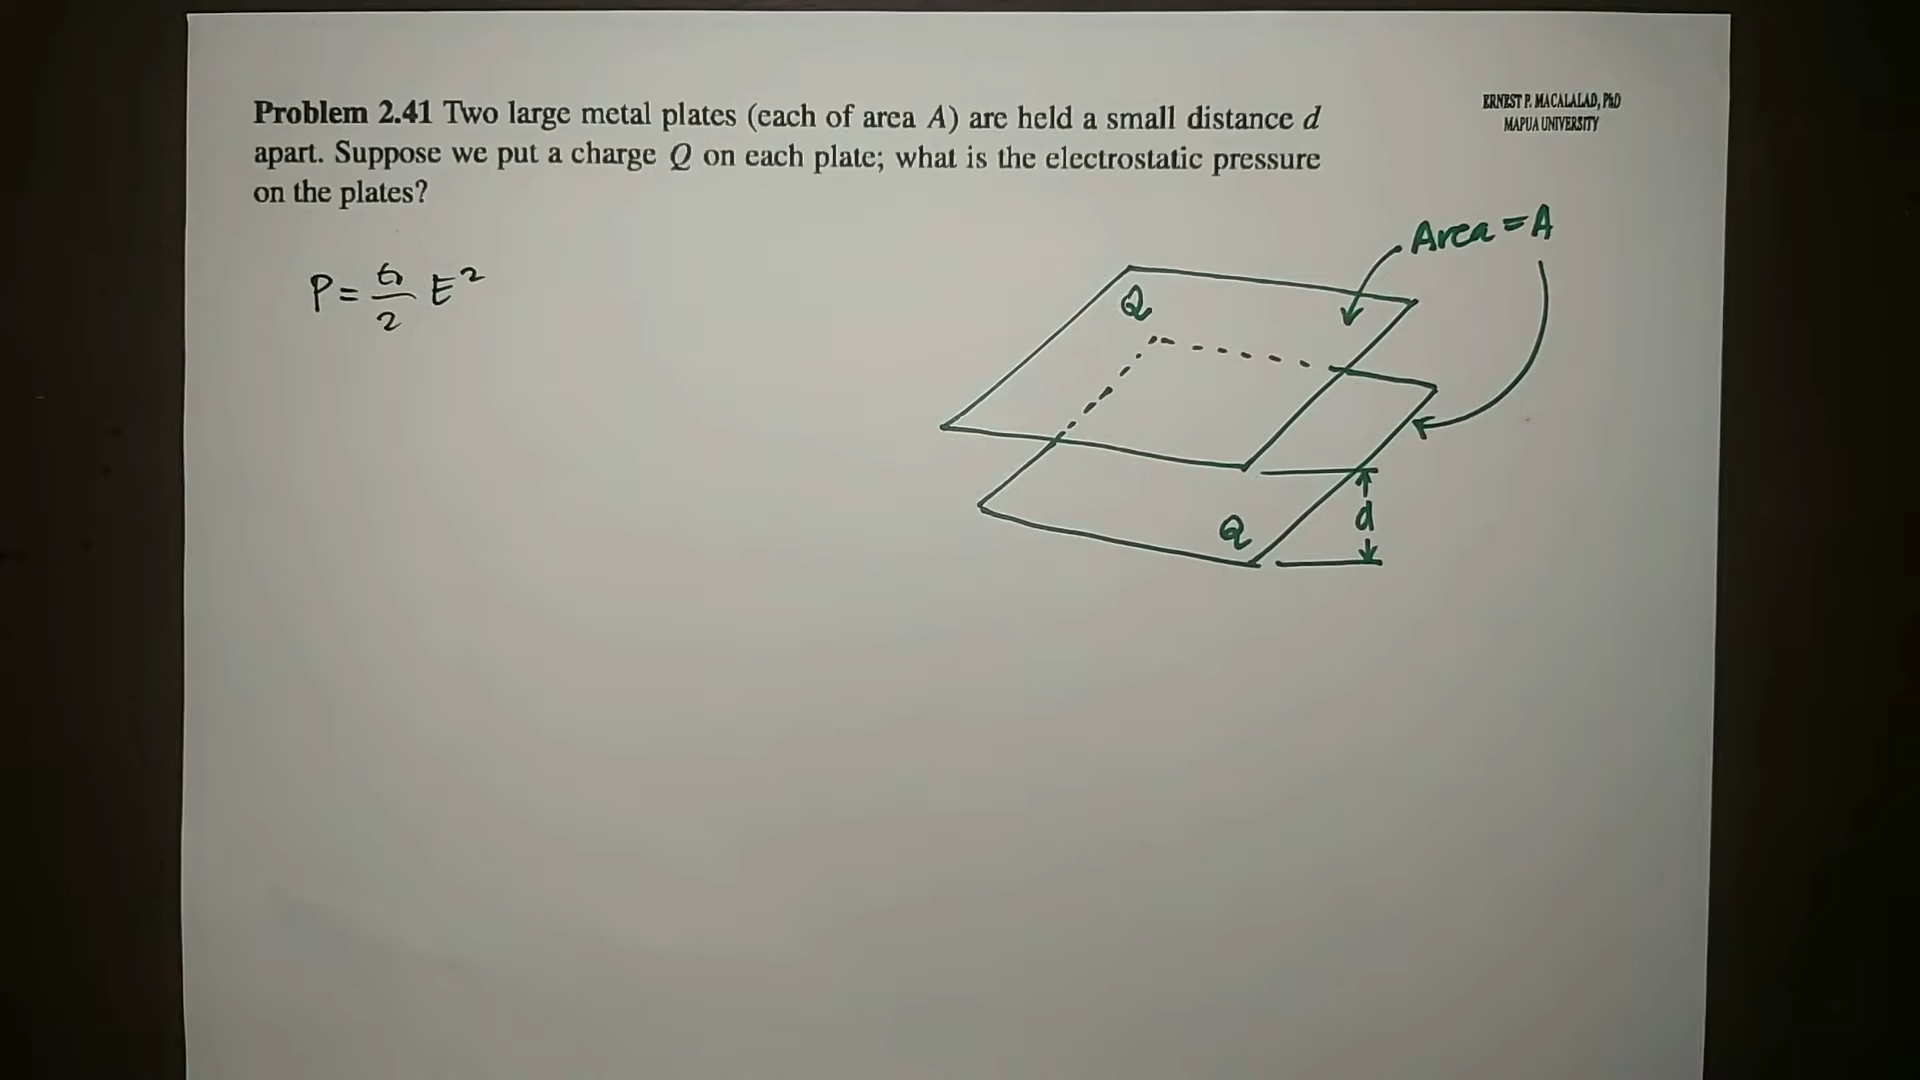 Problem 2.41 Two large metal plates (each of area A) are held a small distance d
apart. Suppose we put a charge Q on each plate; what is the electrostatic pressure
on the plates?
ERNEST P. MACALALAD, PhD
MAPUA UNIVERSITY
P = ϵ₀/2 E²
Area = A
Q
Q
d